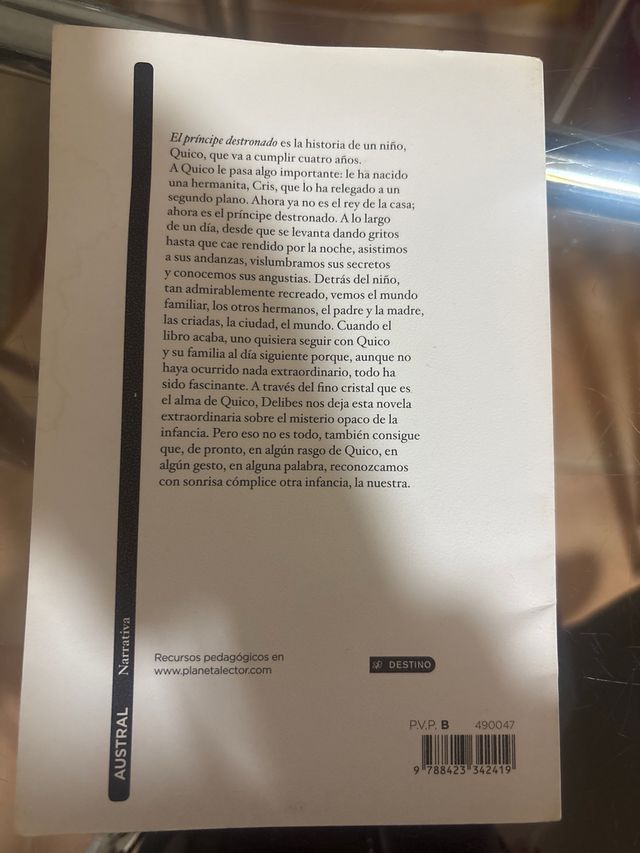 El príncipe destronado es la historia de un niño,
Quico, que va a cumplir cuatro años.
A Quico le pasa algo importante: le ha nacido
una hermanita, Cris, que lo ha relegado a un
segundo plano. Ahora ya no es el rey de la casa;
ahora es el príncipe destronado. A lo largo
de un día, desde que se levanta dando gritos
hasta que cae rendido por la noche, asistimos
a sus andanzas, vislumbramos sus secretos
y conocemos sus angustias. Detrás del niño,
tan admirablemente recreado, vemos el mundo
familiar, los otros hermanos, el padre y la madre,
las criadas, la ciudad, el mundo. Cuando el
libro acaba, uno quisiera seguir con Quico
y su familia al día siguiente porque, aunque no
haya ocurrido nada extraordinario, todo ha
sido fascinante. A través del fino cristal que es
el alma de Quico, Delibes nos deja esta novela
extraordinaria sobre el misterio opaco de la
infancia. Pero eso no es todo, también consigue
que, de pronto, en algún rasgo de Quico, en
algún gesto, en alguna palabra, reconozcamos
con sonrisa cómplice otra infancia, la nuestra.
AUSTRAL Narrativa
Recursos pedagógicos en
www.planetalector.com
DESTINO
P.V.P. B 490047
9 788423 342419